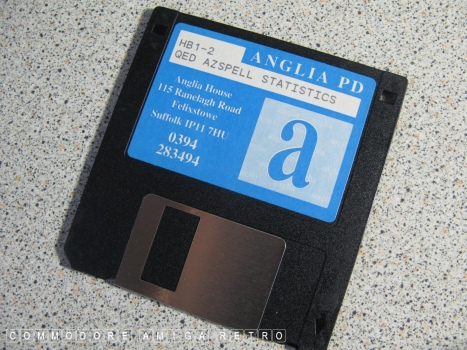 HB1-2
ANGLIA PD
QED AZSPELL STATISTICS
Anglia House
115 Ranelagh Road
Felixstowe
Suffolk IP11 7HU
0394
283494
a
COMMODORE AMIGA RETRO